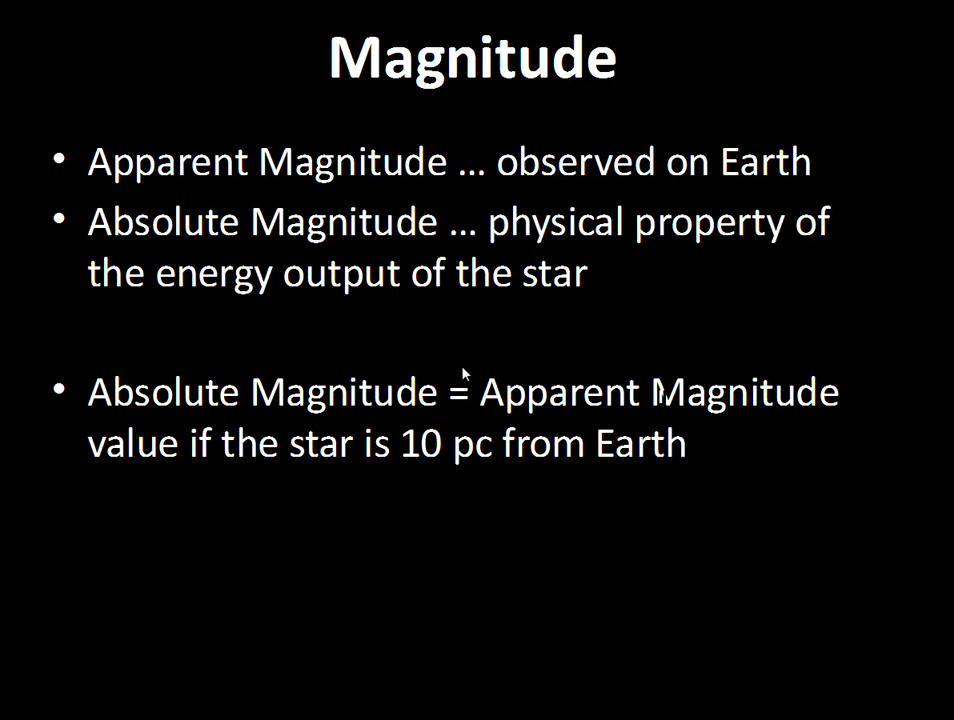 Magnitude
• Apparent Magnitude ... observed on Earth
• Absolute Magnitude ... physical property of
the energy output of the star
• Absolute Magnitude = Apparent Magnitude
value if the star is 10 pc from Earth